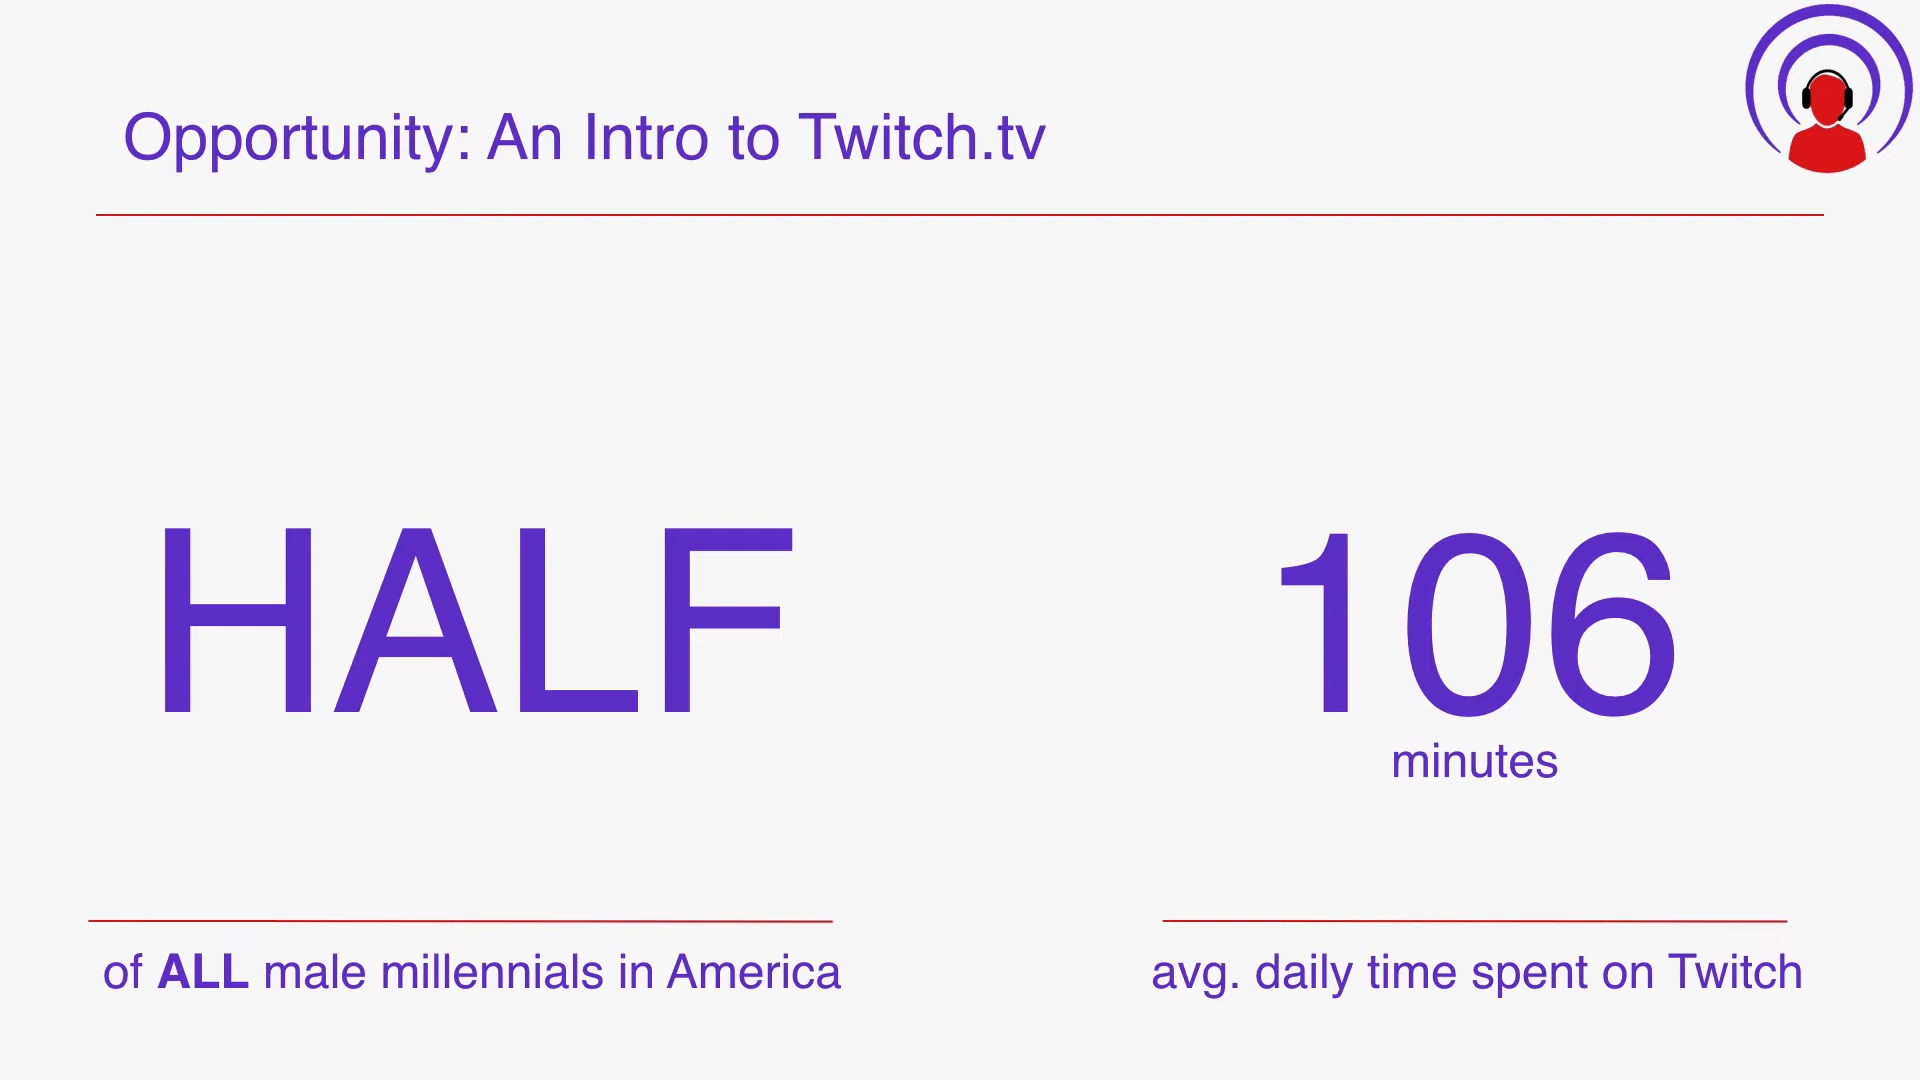 Opportunity: An Intro to Twitch.tv
HALF
of ALL male millennials in America
106
minutes
avg. daily time spent on Twitch